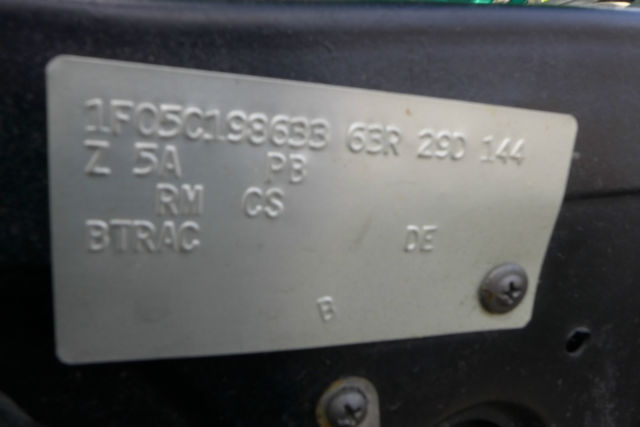 1F05C198633 63R 29D 144
Z 5A PB
RM CS
BTRAC DE
B